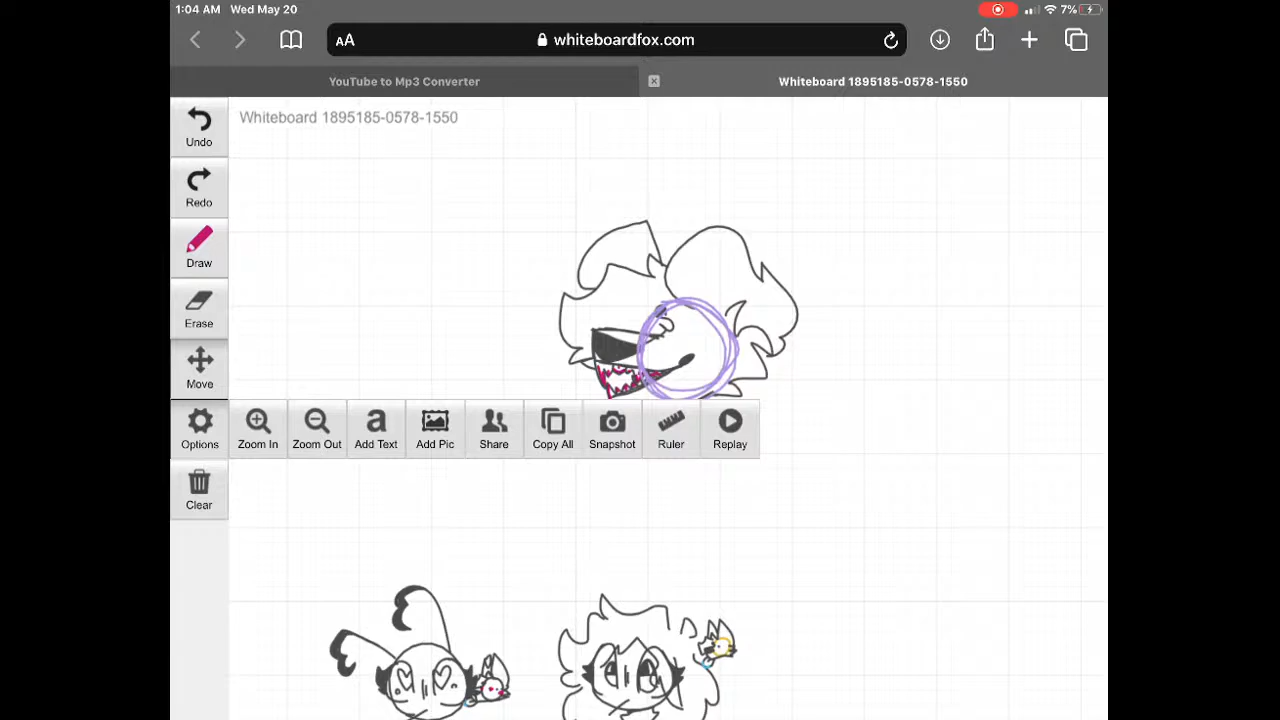 1:04 AM Wed May 20
7%
AA
whiteboardfox.com
YouTube to Mp3 Converter
Whiteboard 1895185-0578-1550
Whiteboard 1895185-0578-1550
Undo
Redo
Draw
Erase
Move
Options
Zoom In
Zoom Out
a
Add Text
Add Pic
Share
Copy All
Snapshot
Ruler
Replay
Clear